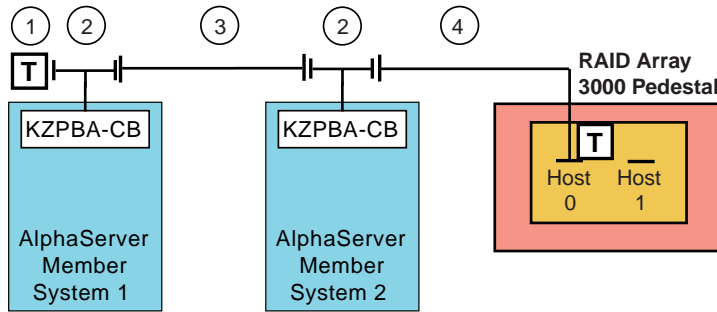 1 2 3 2 4
T
RAID Array
3000 Pedestal
KZPBA-CB
KZPBA-CB
T
Host
0
Host
1
AlphaServer
Member
System 1
AlphaServer
Member
System 2